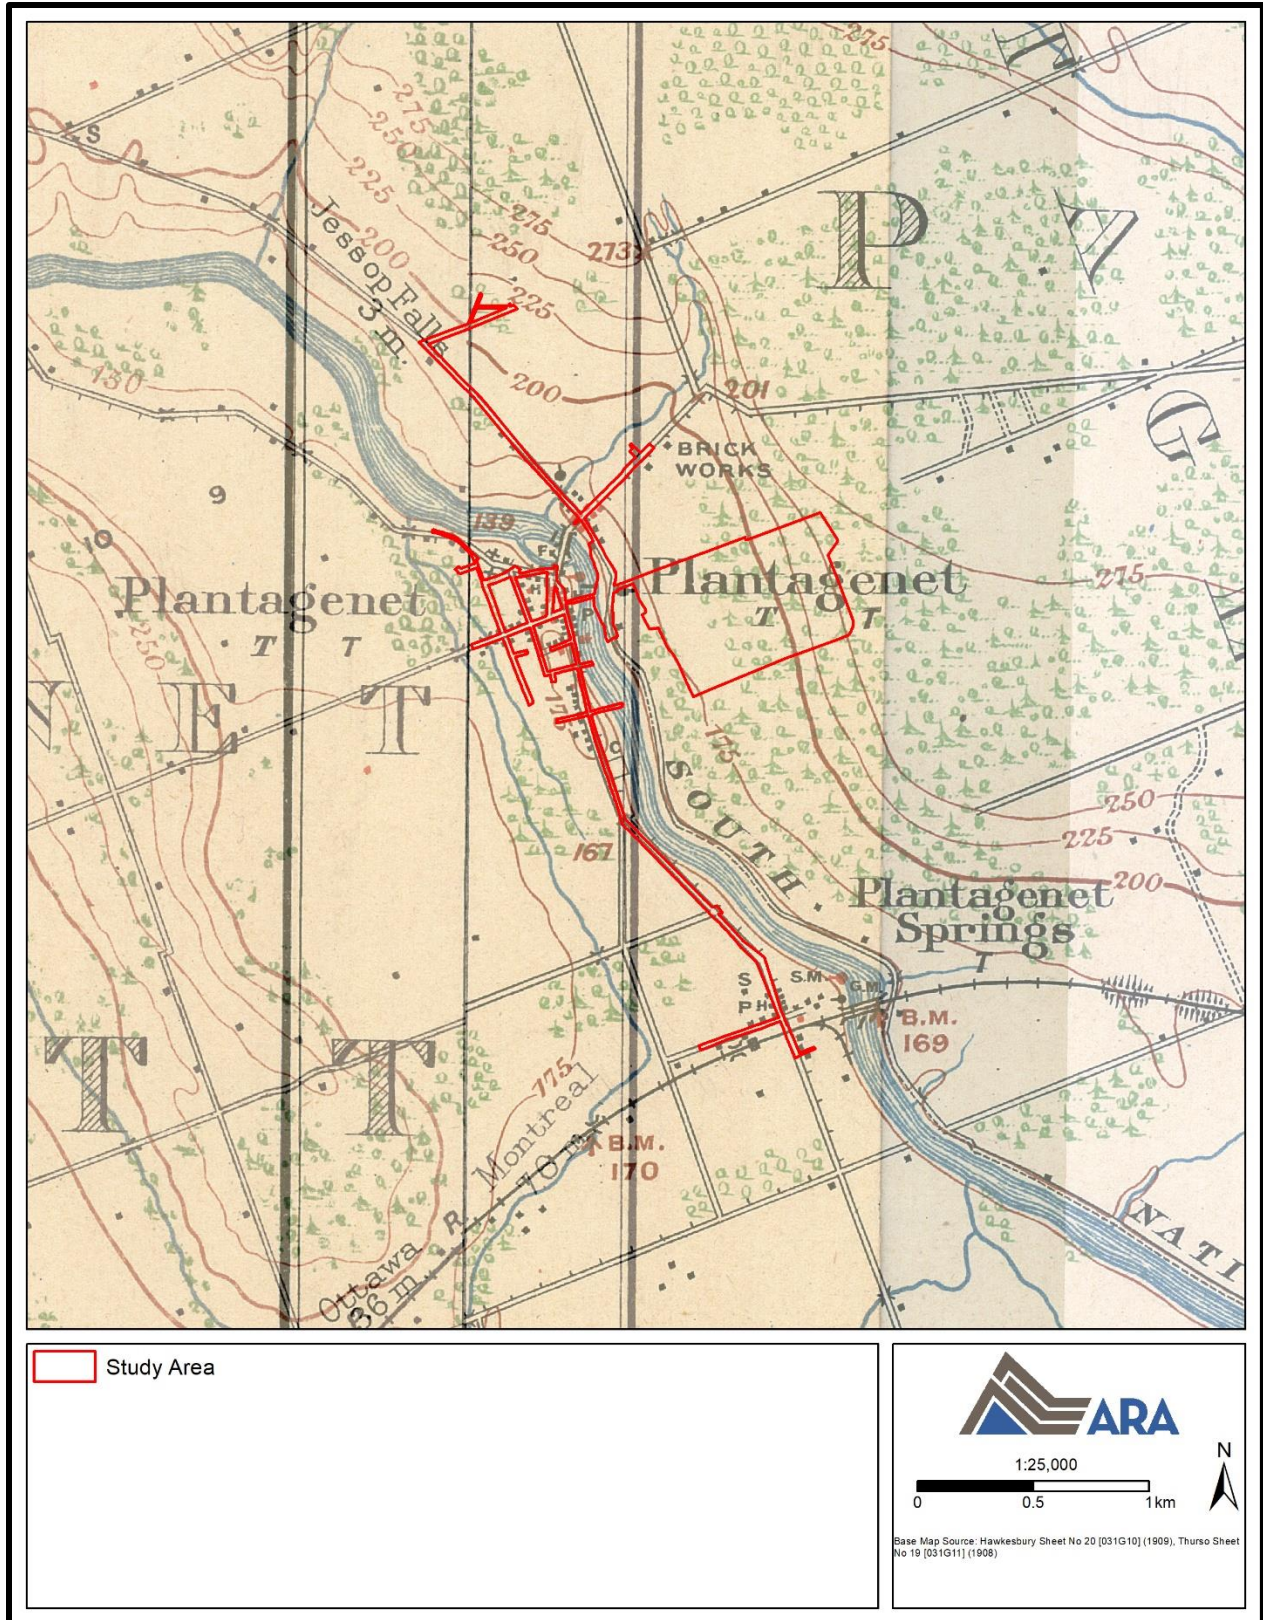 275
S
275
250
225
Jessop Falls
3 m.
200
275
250
225
273
P
A
G
130
200
201
BRICK
WORKS
9
10
139
F
H
Plantagenet
T T
Plantagenet
T T
275
250
N E T
175
C
175
SOUTH
250
225
200
167
Plantagenet
Springs
T
S
P H
S.M.
G.M.
B.M.
169
T T
175
Montreal
70 m.
B.M.
170
R.
Ottawa
36 m.
NATI
Study Area
ARA
1:25,000
N
0 0.5 1km
Base Map Source: Hawkesbury Sheet No 20 [031G10] (1909), Thurso Sheet
No 19 [031G11] (1908)